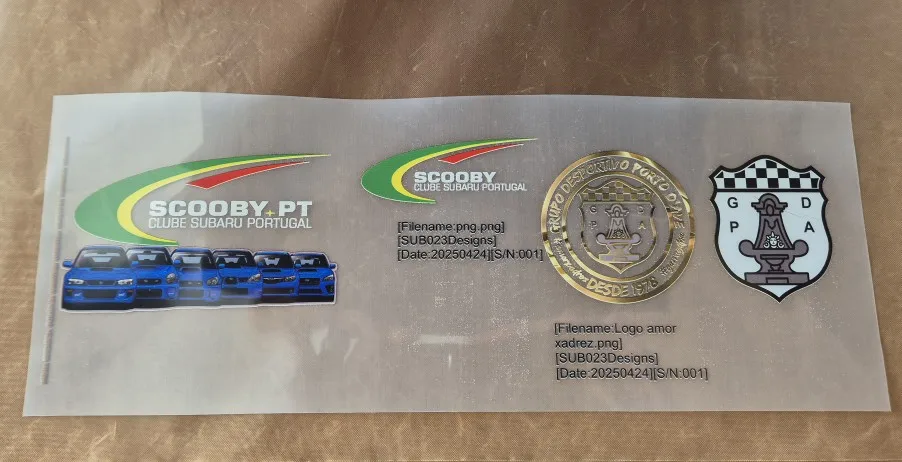 SCOOBY.PT
CLUBE SUBARU PORTUGAL
SCOOBY
CLUBE SUBARU PORTUGAL
[Filename:png.png]
[SUB023Designs]
[Date:20250424][S/N:001]
GRUPO DESPORTIVO PORTO D'AVE
DESDE 1978
G D
P A
G D
P A
[Filename:Logo amor
xadrez.png]
[SUB023Designs]
[Date:20250424][S/N:001]